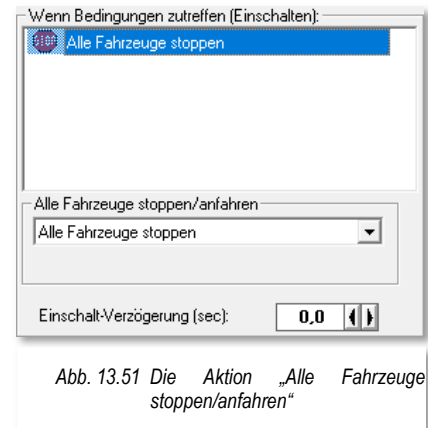 Wenn Bedingungen zutreffen (Einschalten):
Alle Fahrzeuge stoppen
Alle Fahrzeuge stoppen/anfahren
Alle Fahrzeuge stoppen
Einschalt-Verzögerung (sec): 0,0
Abb. 13.51 Die Aktion „Alle Fahrzeuge
stoppen/anfahren“